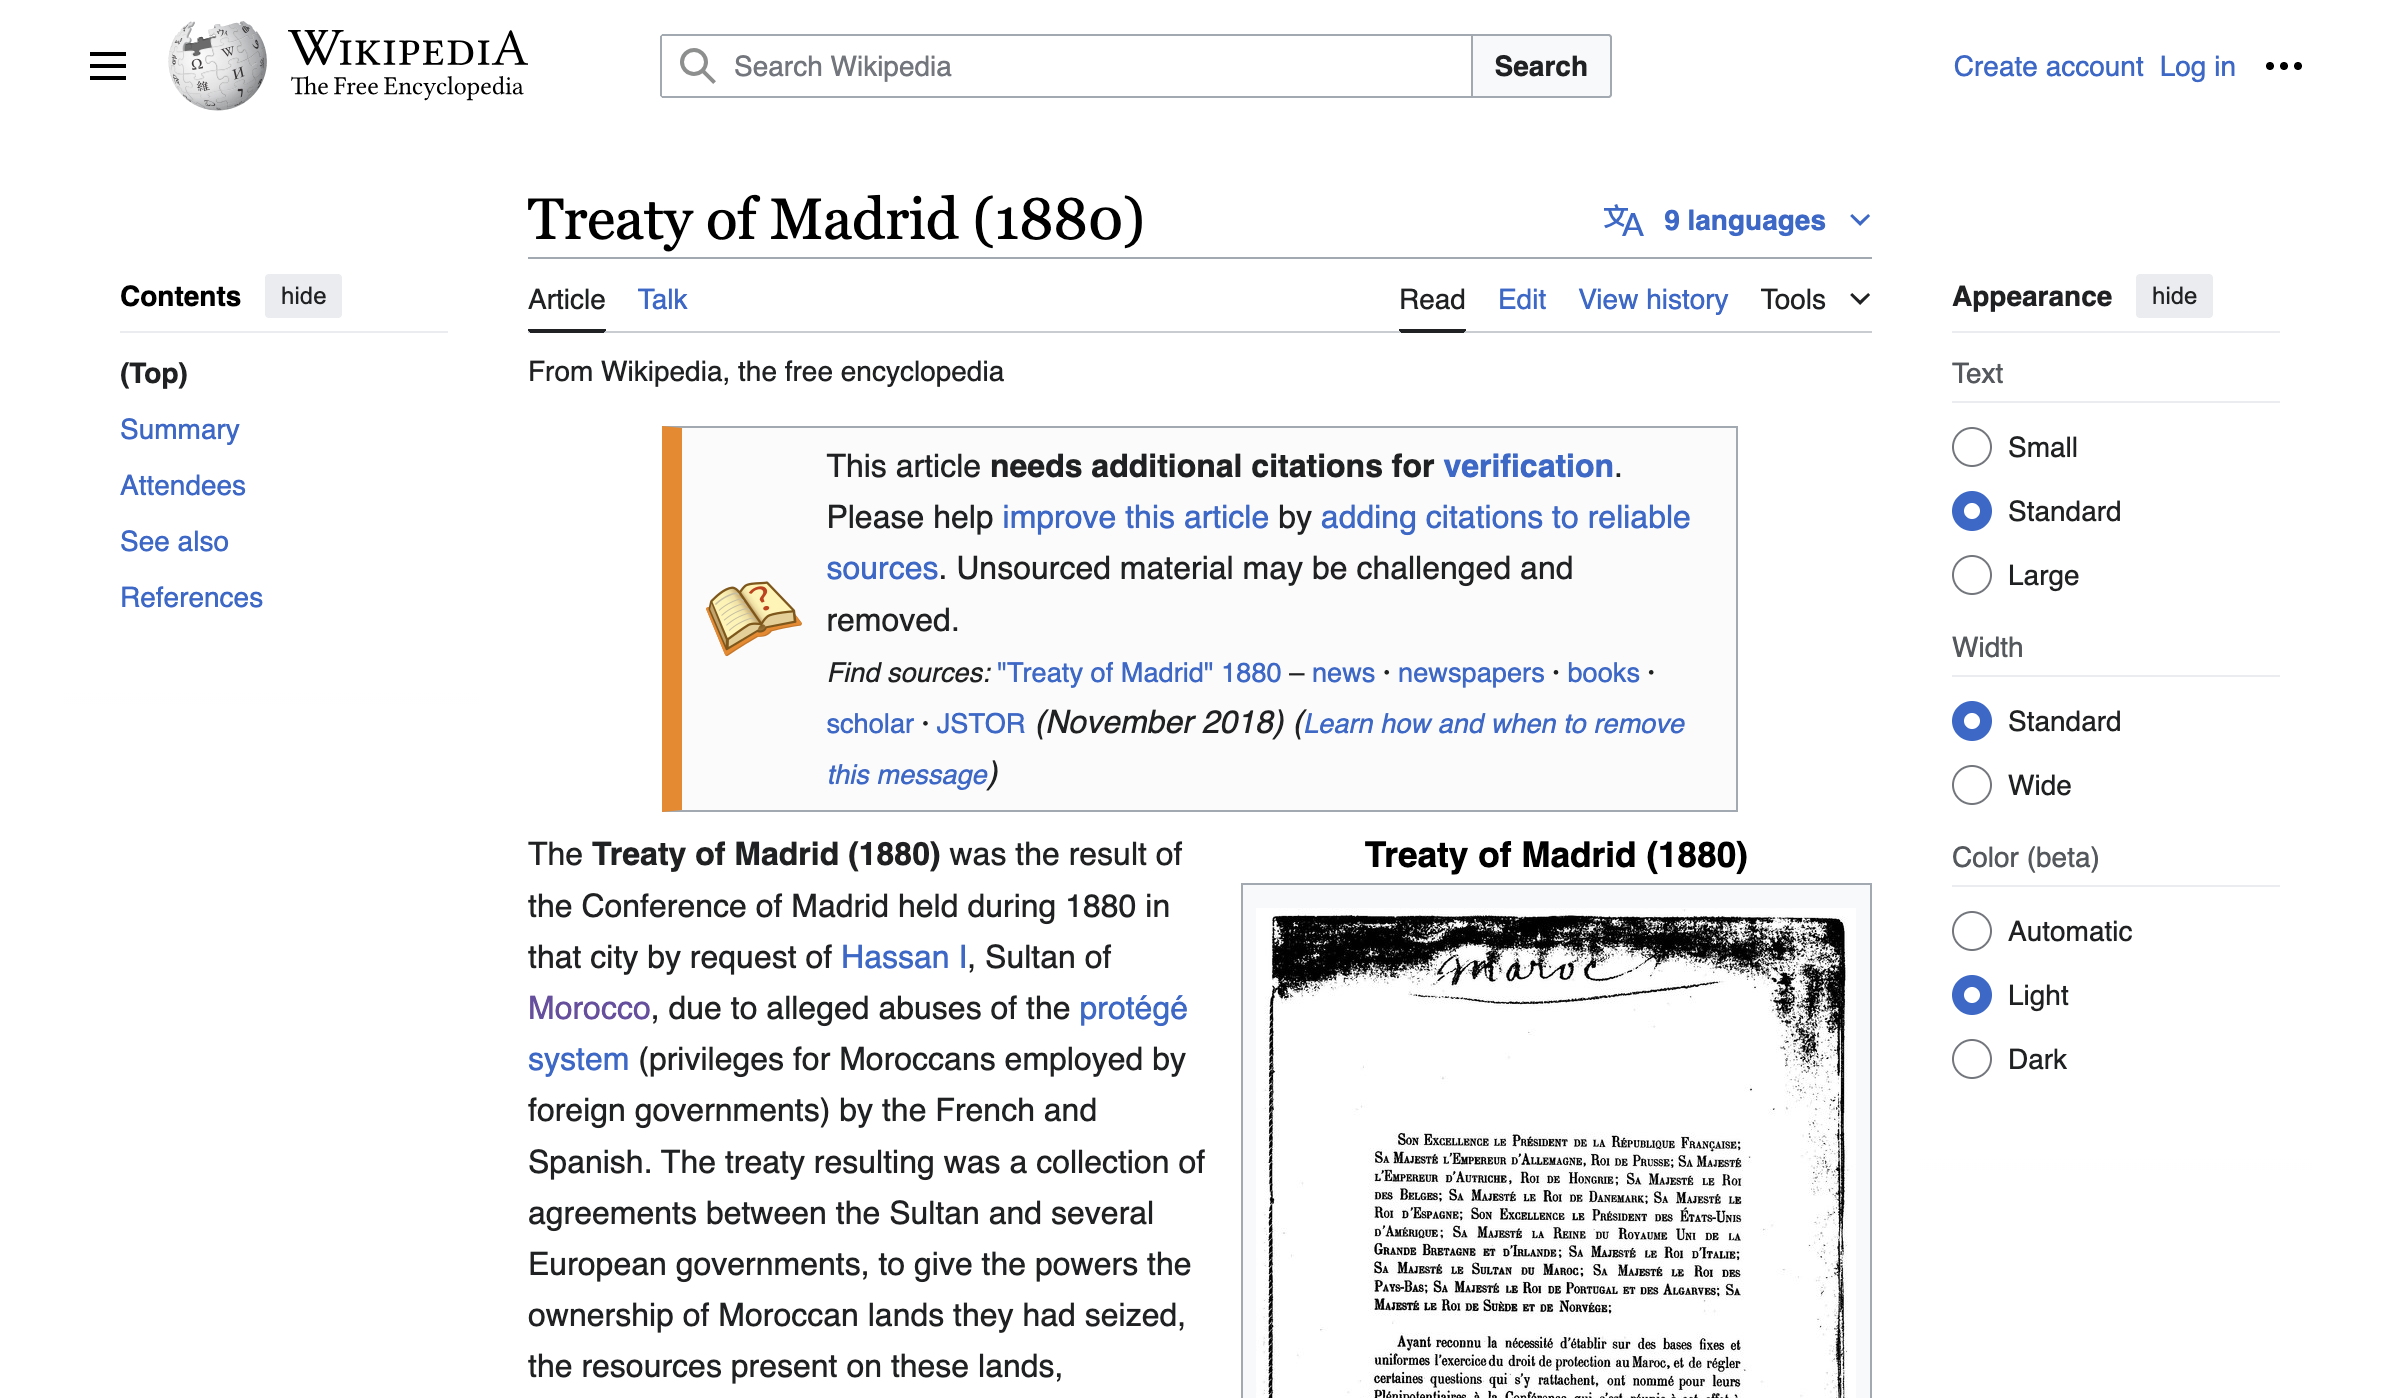 WIKIPEDIA
The Free Encyclopedia
Search Wikipedia
Search
Create account
Log in
Contents
hide
(Top)
Summary
Attendees
See also
References
Treaty of Madrid (1880)
9 languages
Article
Talk
Read
Edit
View history
Tools
From Wikipedia, the free encyclopedia
This article needs additional citations for verification.
Please help improve this article by adding citations to reliable
sources. Unsourced material may be challenged and
removed.
Find sources: "Treaty of Madrid" 1880 – news · newspapers · books ·
scholar · JSTOR (November 2018) (Learn how and when to remove
this message)
The Treaty of Madrid (1880) was the result of
the Conference of Madrid held during 1880 in
that city by request of Hassan I, Sultan of
Morocco, due to alleged abuses of the protégé
system (privileges for Moroccans employed by
foreign governments) by the French and
Spanish. The treaty resulting was a collection of
agreements between the Sultan and several
European governments, to give the powers the
ownership of Moroccan lands they had seized,
the resources present on these lands,
Treaty of Madrid (1880)
Maroc
Son Excellence le Président de la République Française;
Sa Majesté l'Empereur d'Allemagne, Roi de Prusse; Sa Majesté
l'Empereur d'Autriche, Roi de Hongrie; Sa Majesté le Roi
des Belges; Sa Majesté le Roi de Danemark; Sa Majesté le
Roi d'Espagne; Son Excellence le Président des États-Unis
d'Amérique; Sa Majesté la Reine du Royaume Uni de la
Grande Bretagne et d'Irlande; Sa Majesté le Roi d'Italie;
Sa Majesté le Sultan du Maroc; Sa Majesté le Roi des
Pays-Bas; Sa Majesté le Roi de Portugal et des Algarves; Sa
Majesté le Roi de Suède et de Norvége;
Ayant reconnu la nécessité d'établir sur des bases fixes et
uniformes l'exercice du droit de protection au Maroc, et de régler
certaines questions qui s'y rattachent, ont nommé pour leurs
Appearance
hide
Text
Small
Standard
Large
Width
Standard
Wide
Color (beta)
Automatic
Light
Dark